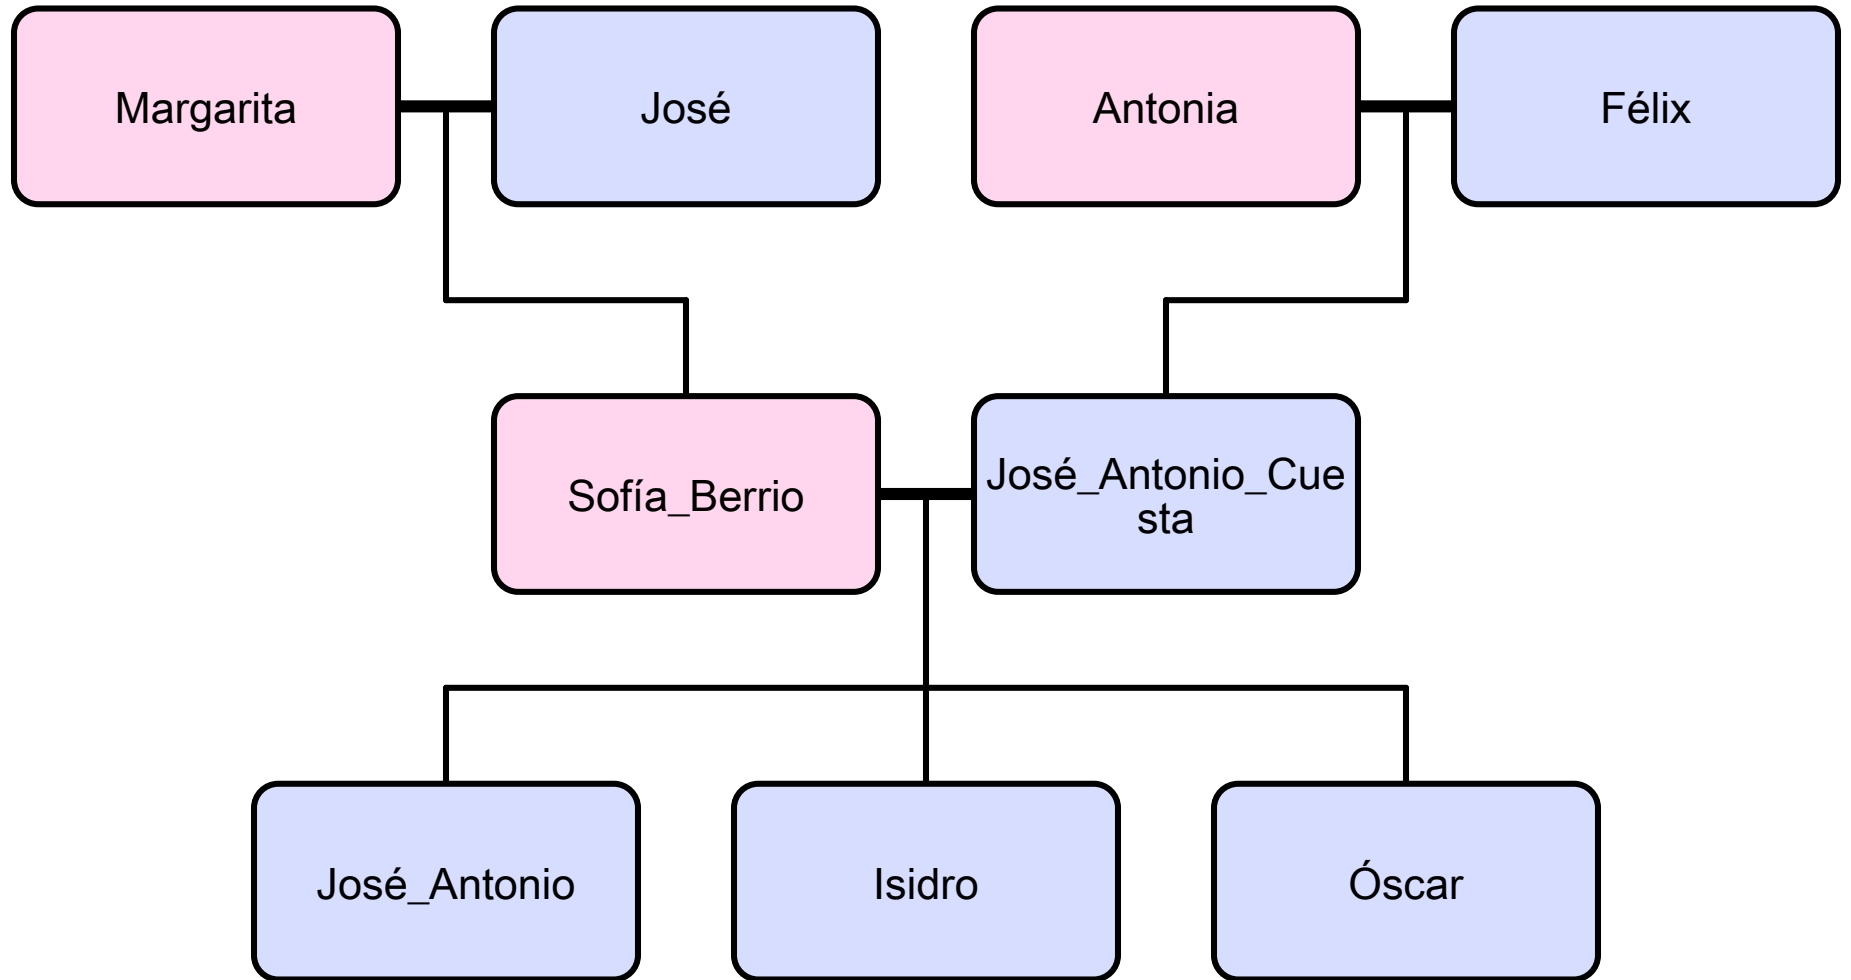 Margarita
José
Antonia
Félix
Sofía_Berrio
José_Antonio_Cue
sta
José_Antonio
Isidro
Óscar